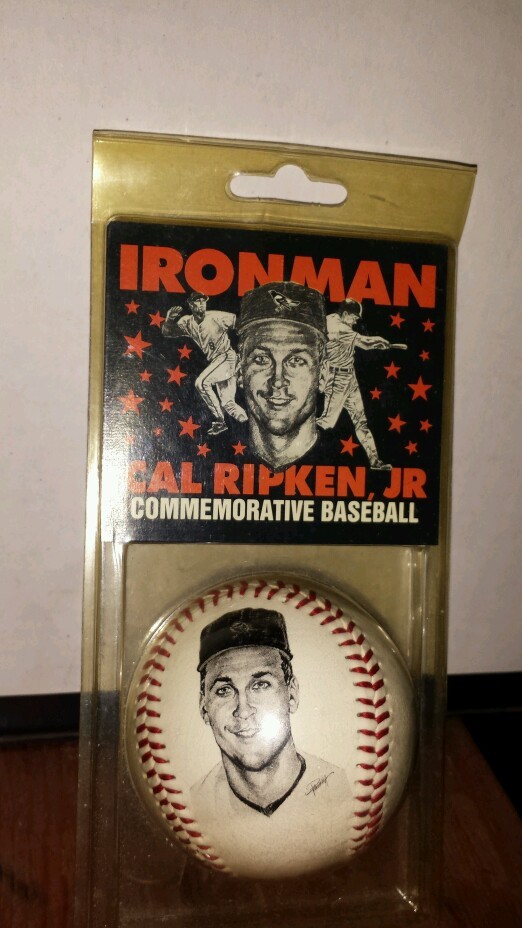 IRONMAN
CAL RIPKEN, JR
COMMEMORATIVE BASEBALL